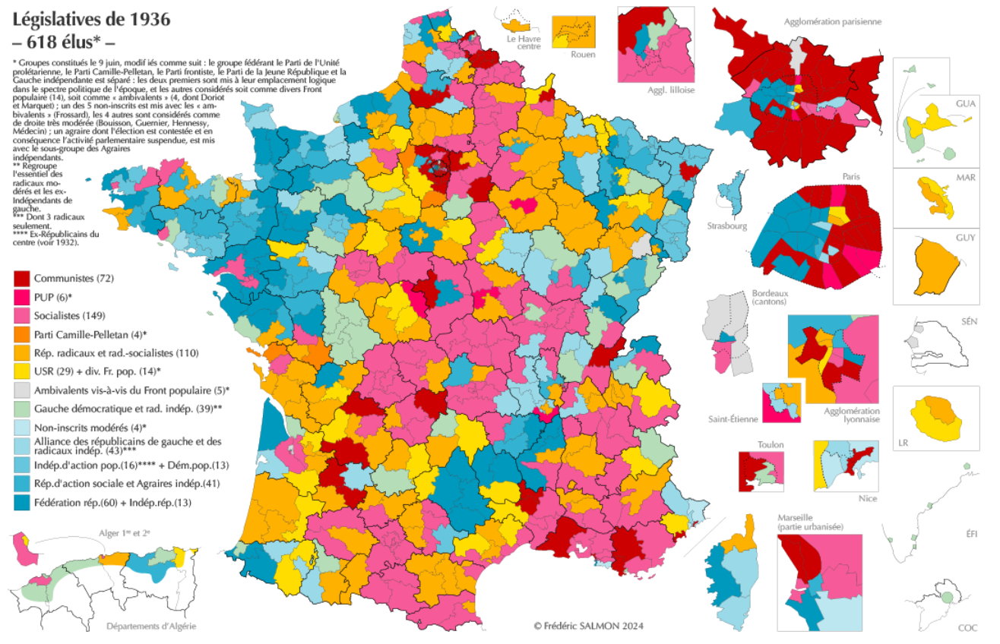 Législatives de 1936
– 618 élus* –
* Groupes constitués le 9 juin, modif iés comme suit : le groupe fédérant le Parti de l'Unité
prolétarienne, le Parti Camille-Pelletan, le Parti frontiste, le Parti de la Jeune République et la
Gauche indépendante est séparé : les deux premiers sont mis à leur emplacement logique
dans le spectre politique de l'époque, et les autres considérés soit comme divers Front
populaire (14), soit comme « ambivalents » (4, dont Doriot
et Marquet) ; un des 5 non-inscrits est mis avec les « am-
bivalents » (Frossard), les 4 autres sont considérés comme
de droite très modérée (Bouisson, Guernier, Hennessy,
Médecin) ; un agraire dont l'élection est contestée et en
conséquence l'activité parlementaire suspendue, est mis
avec le sous-groupe des Agraires
indépendants.
** Regroupe
l'essentiel des
radicaux mo-
dérés et les ex-
Indépendants de
gauche.
*** Dont 3 radicaux
seulement.
**** Ex-Républicains du
centre (voir 1932).
Communistes (72)
PUP (6)*
Socialistes (149)
Parti Camille-Pelletan (4)*
Rép. radicaux et rad.-socialistes (110)
USR (29) + div. Fr. pop. (14)*
Ambivalents vis-à-vis du Front populaire (5)*
Gauche démocratique et rad. indép. (39)**
Non-inscrits modérés (4)*
Alliance des républicains de gauche et des
radicaux indép. (43)***
Indép.d'action pop.(16)**** + Dém.pop.(13)
Rép.d'action sociale et Agraires indép.(41)
Fédération rép.(60) + Indép.rép.(13)
Alger 1re et 2e
Départements d'Algérie
Le Havre
centre
Rouen
Aggl. lilloise
Agglomération parisienne
Strasbourg
Paris
Bordeaux
(cantons)
Saint-Étienne
Agglomération
lyonnaise
Toulon
Nice
Marseille
(partie urbanisée)
GUA
MAR
GUY
SÉN
LR
ÉFI
COC
© Frédéric SALMON 2024